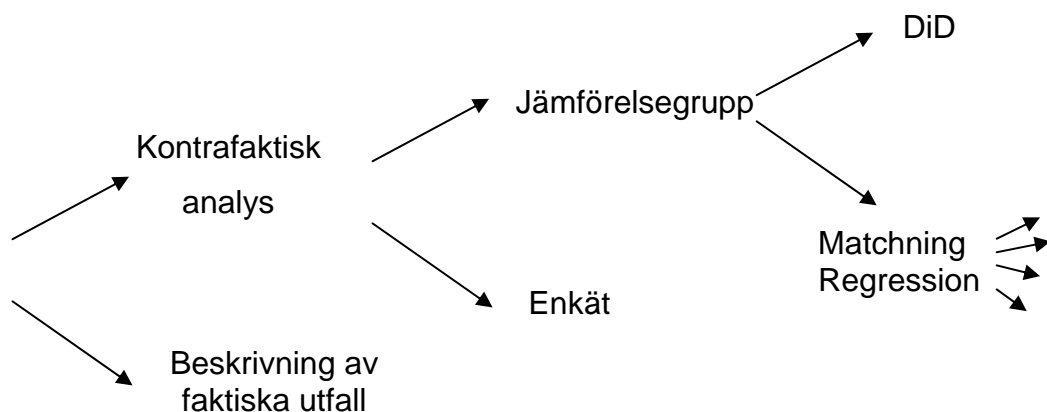 DiD
Jämförelsegrupp
Kontrafaktisk
analys
Matchning
Regression
Enkät
Beskrivning av
faktiska utfall